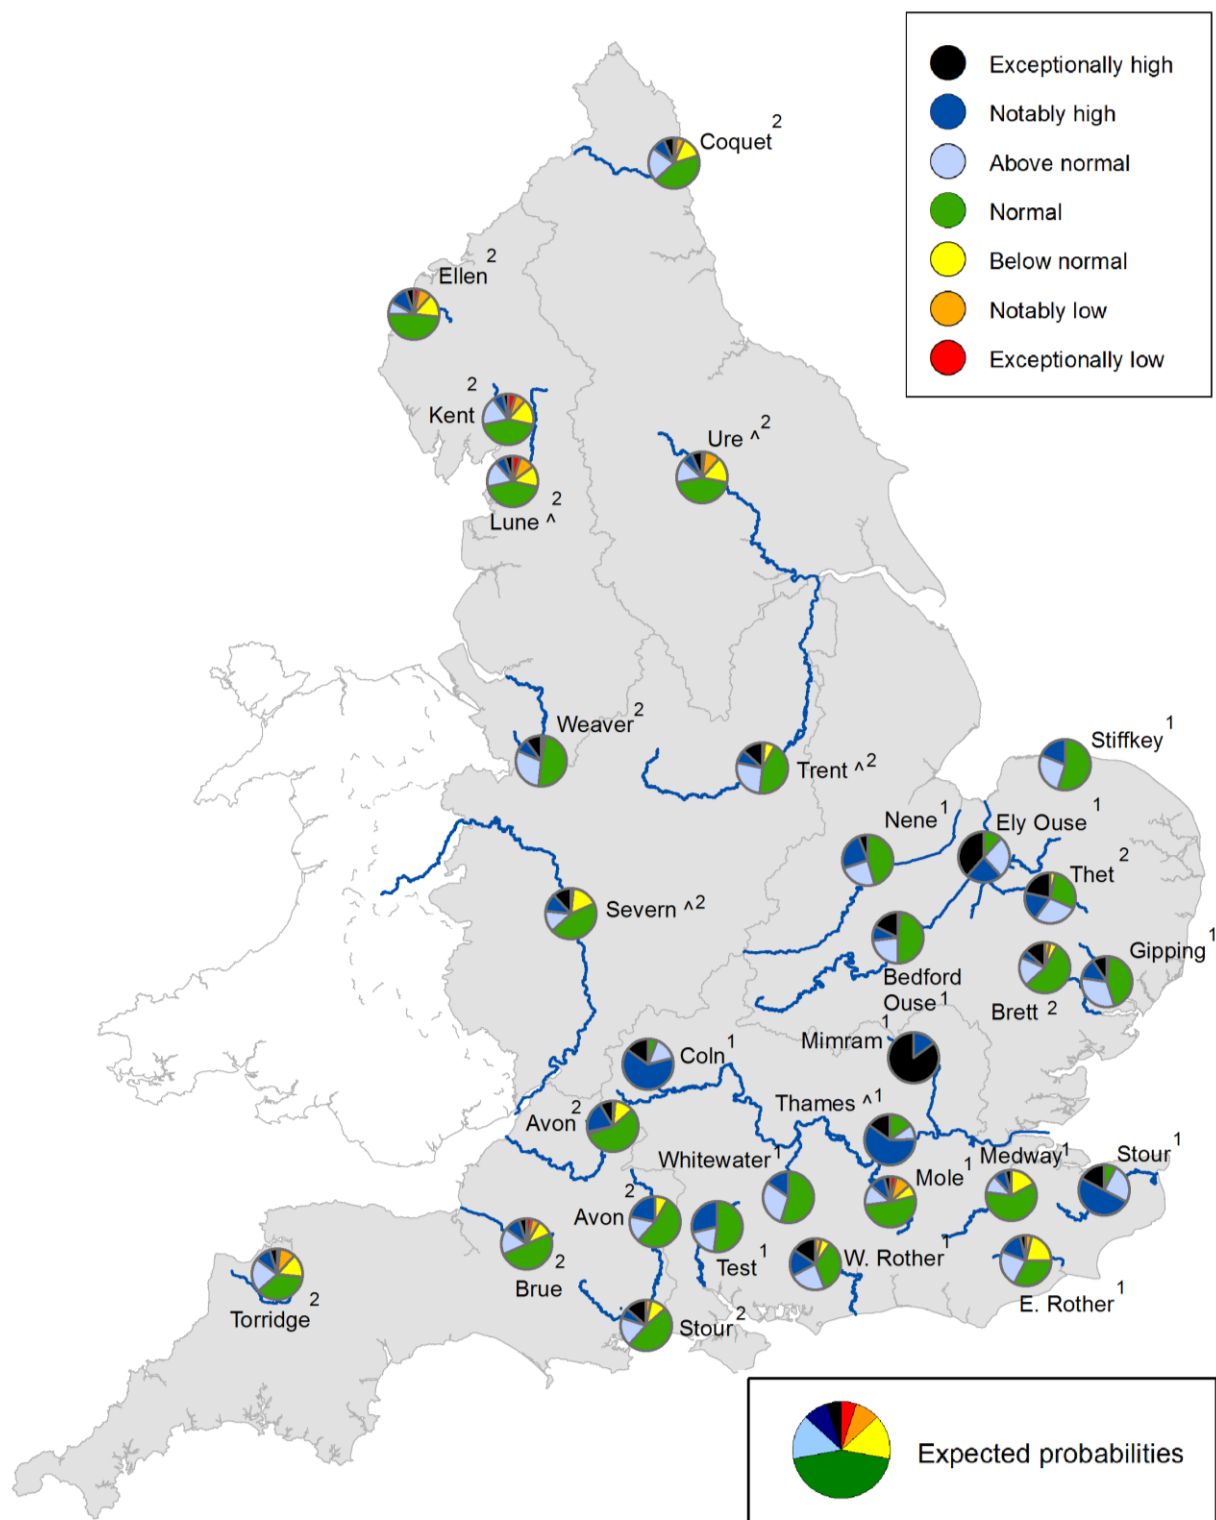 Exceptionally high
Notably high
Above normal
Normal
Below normal
Notably low
Exceptionally low
Coquet 2
Ellen 2
2
Kent
Lune ^ 2
Ure ^ 2
Weaver 2
Trent ^ 2
Stiffkey 1
Nene 1
Ely Ouse 1
Thet 2
Severn ^ 2
Bedford
Ouse 1
Gipping 1
Brett 2
Mimram 1
Coln 1
Thames ^ 1
Avon 2
Whitewater 1
Mole 1
Medway 1
Stour 1
2
Avon
Test 1
W. Rother 1
E. Rother 1
Brue 2
Torridge 2
Stour 2
Expected probabilities